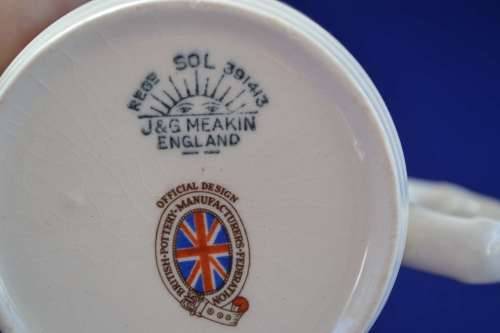 REGD SOL 391413
J&G MEAKIN
ENGLAND
OFFICIAL DESIGN
BRITISH·POTTERY·MANUFACTURERS·FEDERATION